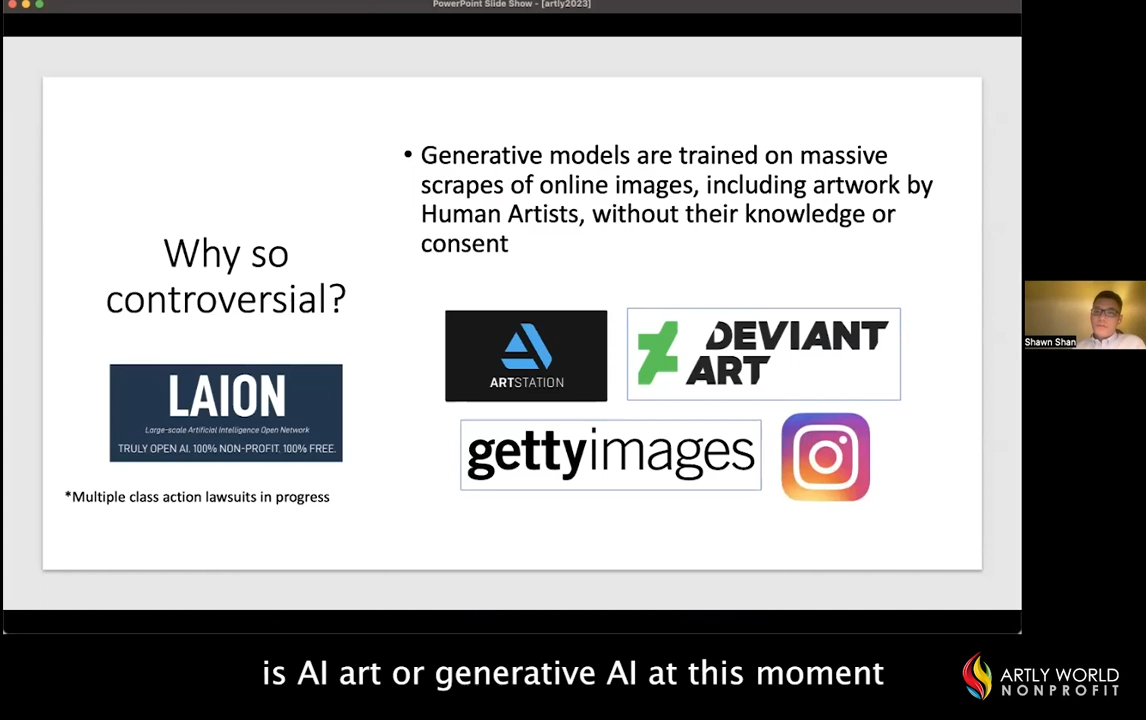 PowerPoint Slide Show - [artly2023]
Why so
controversial?
LAION
Large-scale Artificial Intelligence Open Network
TRULY OPEN AI. 100% NON-PROFIT. 100% FREE.
*Multiple class action lawsuits in progress
• Generative models are trained on massive
scrapes of online images, including artwork by
Human Artists, without their knowledge or
consent
ARTSTATION
DEVIANT
ART
gettyimages
Shawn Shan
is AI art or generative AI at this moment
ARTLY WORLD
NONPROFIT